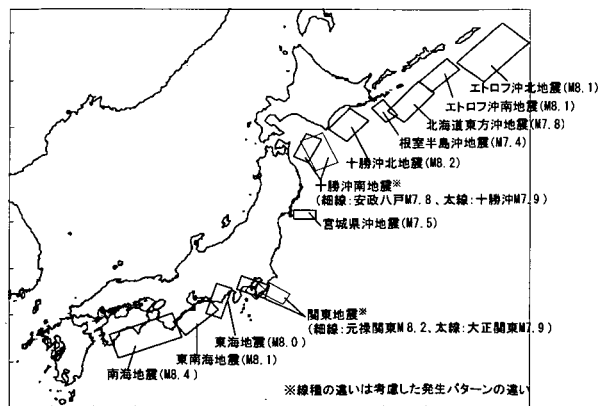 エトロフ沖北地震(M8.1)
エトロフ沖南地震(M8.1)
北海道東方沖地震(M7.8)
根室半島沖地震(M7.4)
十勝沖北地震(M8.2)
十勝沖南地震※
(細線:安政八戸M7.8、太線:十勝沖M7.9)
宮城県沖地震(M7.5)
関東地震※
(細線:元禄関東M8.2、太線:大正関東M7.9)
東海地震(M8.0)
東南海地震(M8.1)
南海地震(M8.4)
※線種の違いは考慮した発生パターンの違い